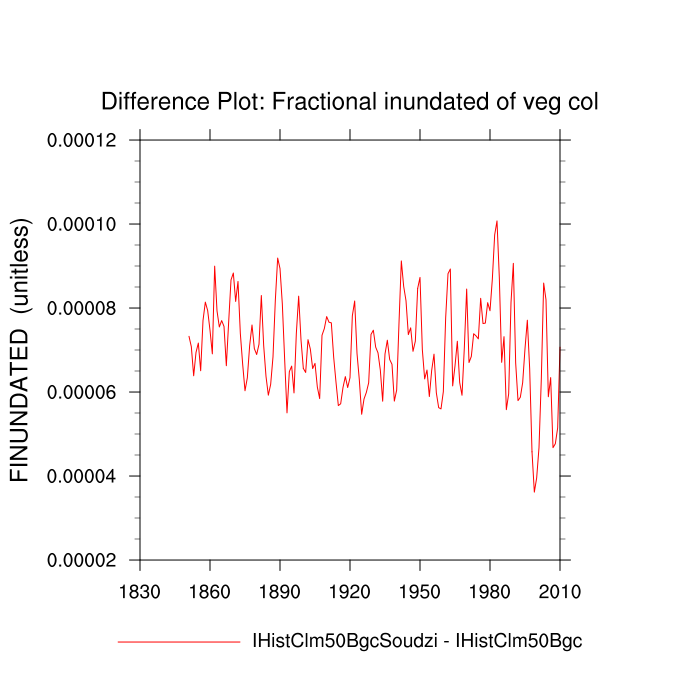 Difference Plot: Fractional inundated of veg col
0.00012
0.00010
0.00008
0.00006
0.00004
0.00002
FINUNDATED (unitless)
1830 1860 1890 1920 1950 1980 2010
IHistClm50BgcSoudzi - IHistClm50Bgc